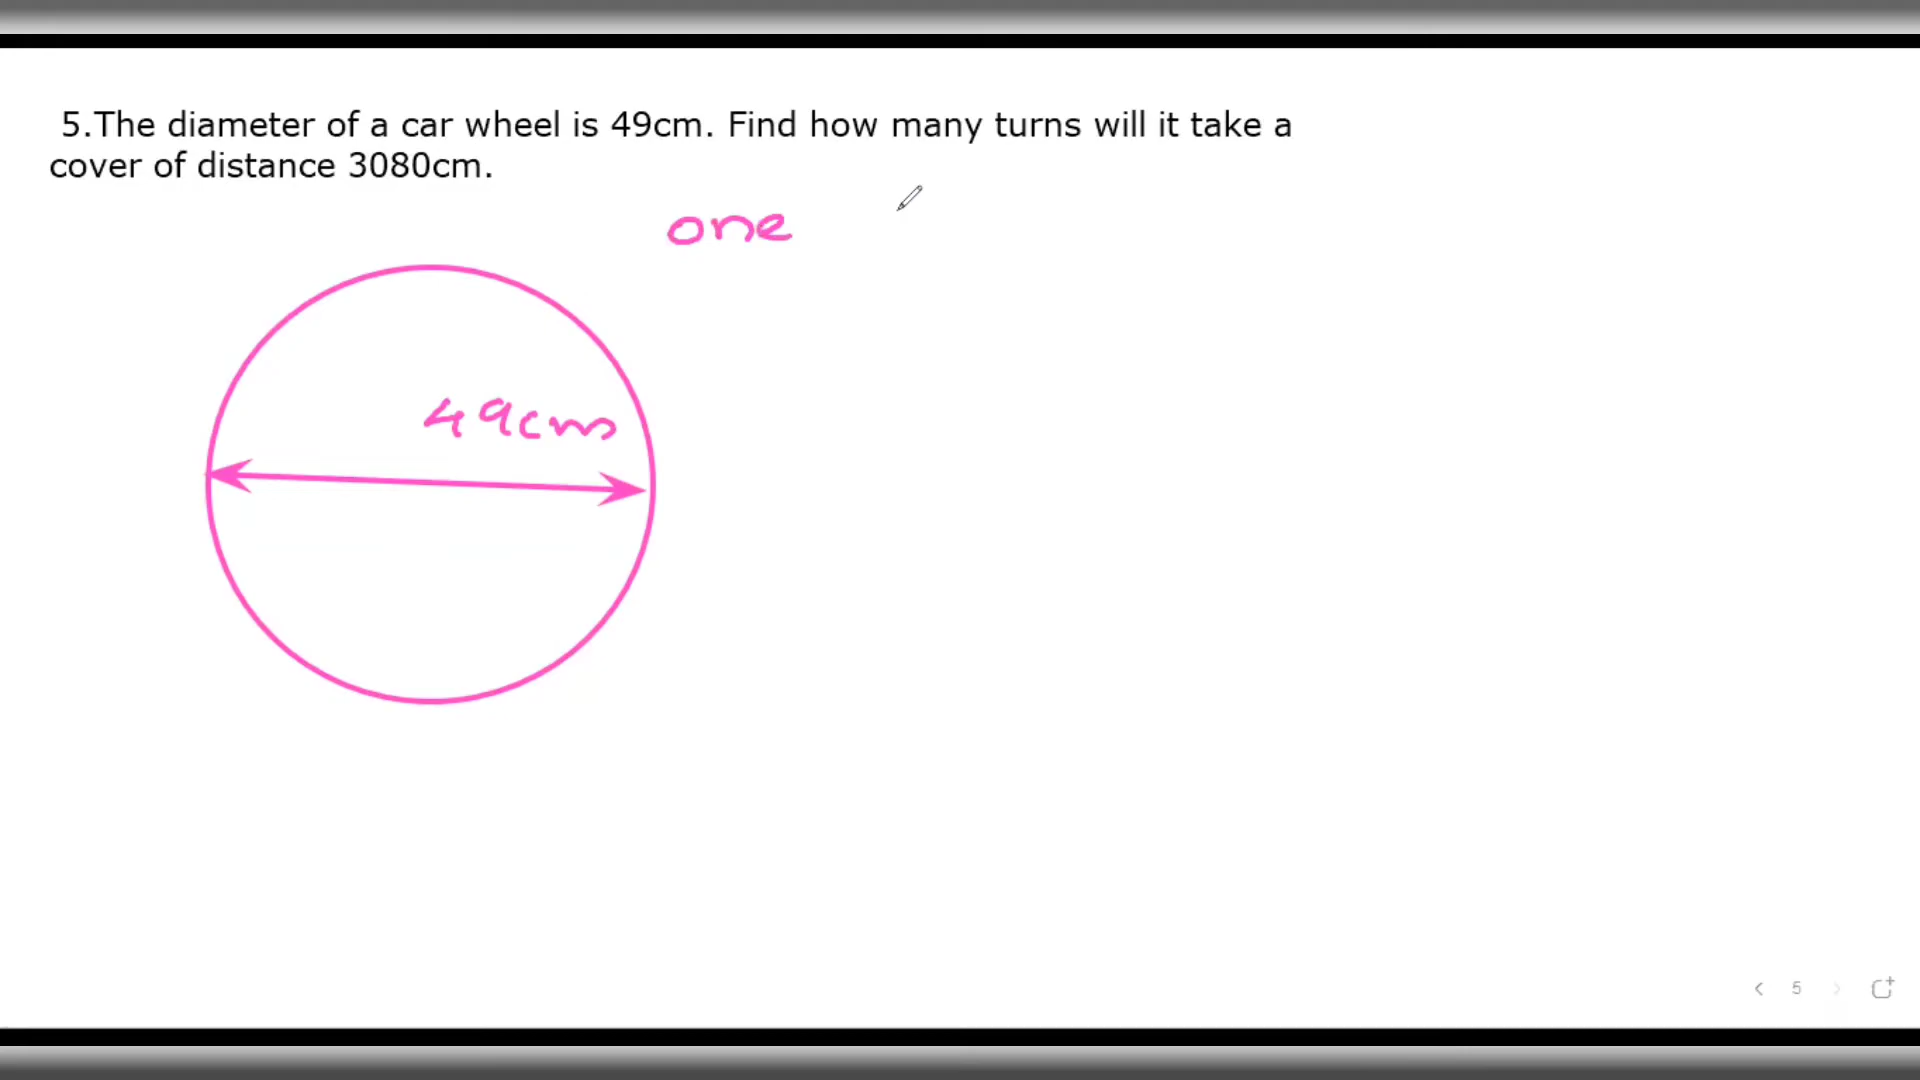 5.The diameter of a car wheel is 49cm. Find how many turns will it take a
cover of distance 3080cm.
one
49cm
5